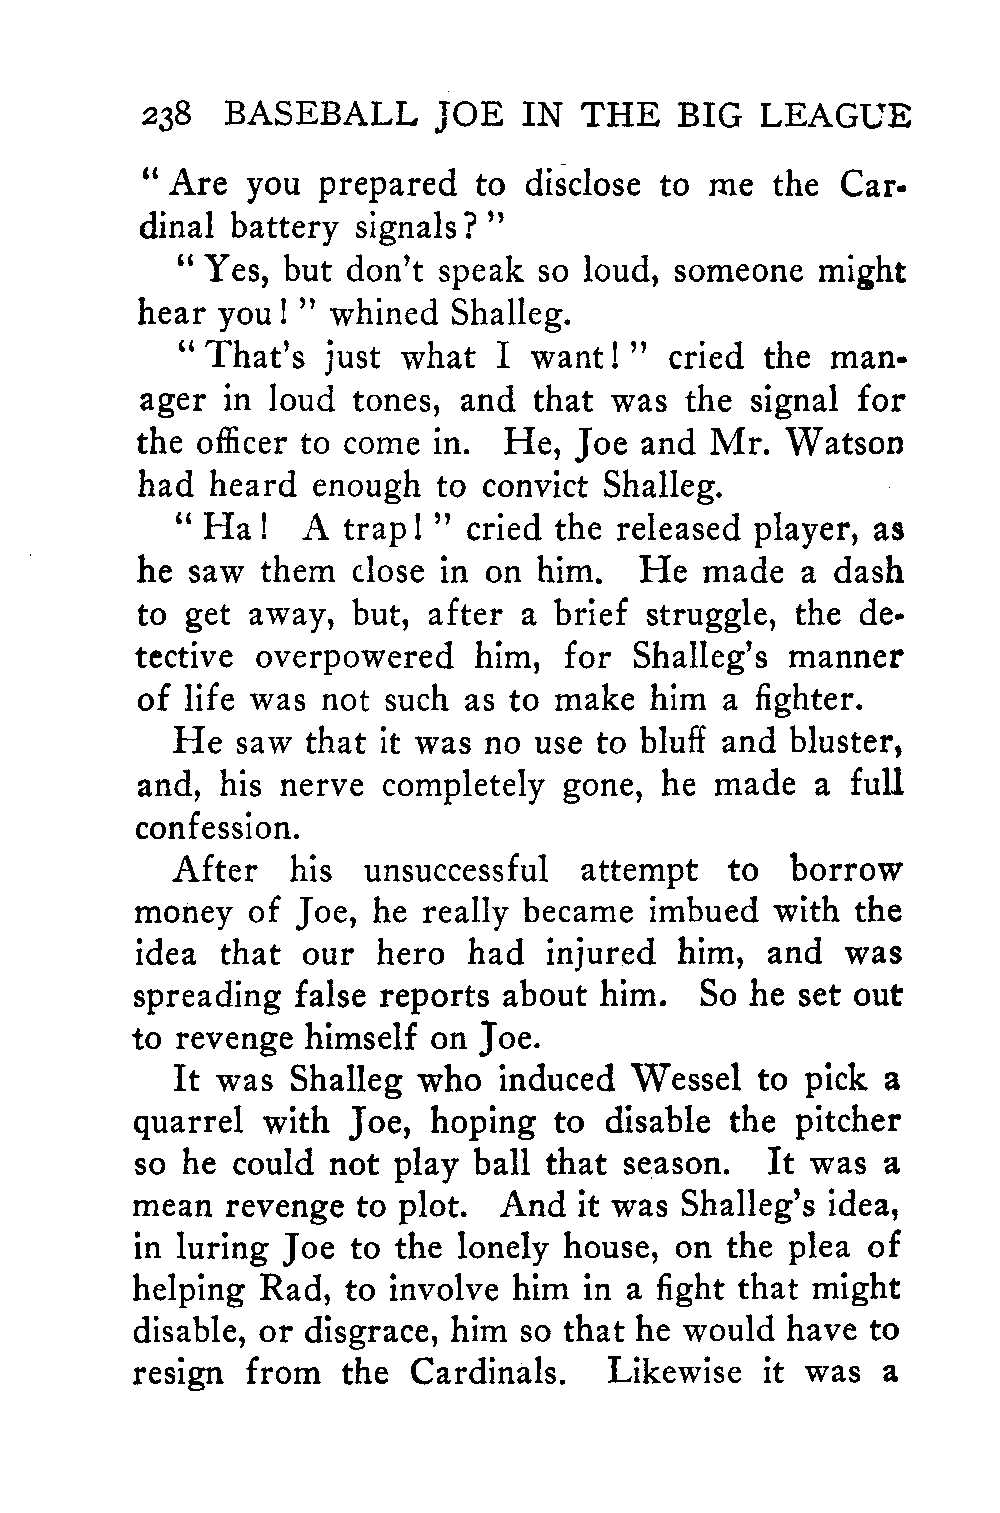 238 BASEBALL JOE IN THE BIG LEAGUE
" Are you prepared to disclose to me the Car-
dinal battery signals? "
" Yes, but don't speak so loud, someone might
hear you! " whined Shalleg.
" That's just what I want! " cried the man-
ager in loud tones, and that was the signal for
the officer to come in. He, Joe and Mr. Watson
had heard enough to convict Shalleg.
" Ha! A trap! " cried the released player, as
he saw them close in on him. He made a dash
to get away, but, after a brief struggle, the de-
tective overpowered him, for Shalleg's manner
of life was not such as to make him a fighter.
He saw that it was no use to bluff and bluster,
and, his nerve completely gone, he made a full
confession.
After his unsuccessful attempt to borrow
money of Joe, he really became imbued with the
idea that our hero had injured him, and was
spreading false reports about him. So he set out
to revenge himself on Joe.
It was Shalleg who induced Wessel to pick a
quarrel with Joe, hoping to disable the pitcher
so he could not play ball that season. It was a
mean revenge to plot. And it was Shalleg's idea,
in luring Joe to the lonely house, on the plea of
helping Rad, to involve him in a fight that might
disable, or disgrace, him so that he would have to
resign from the Cardinals. Likewise it was a